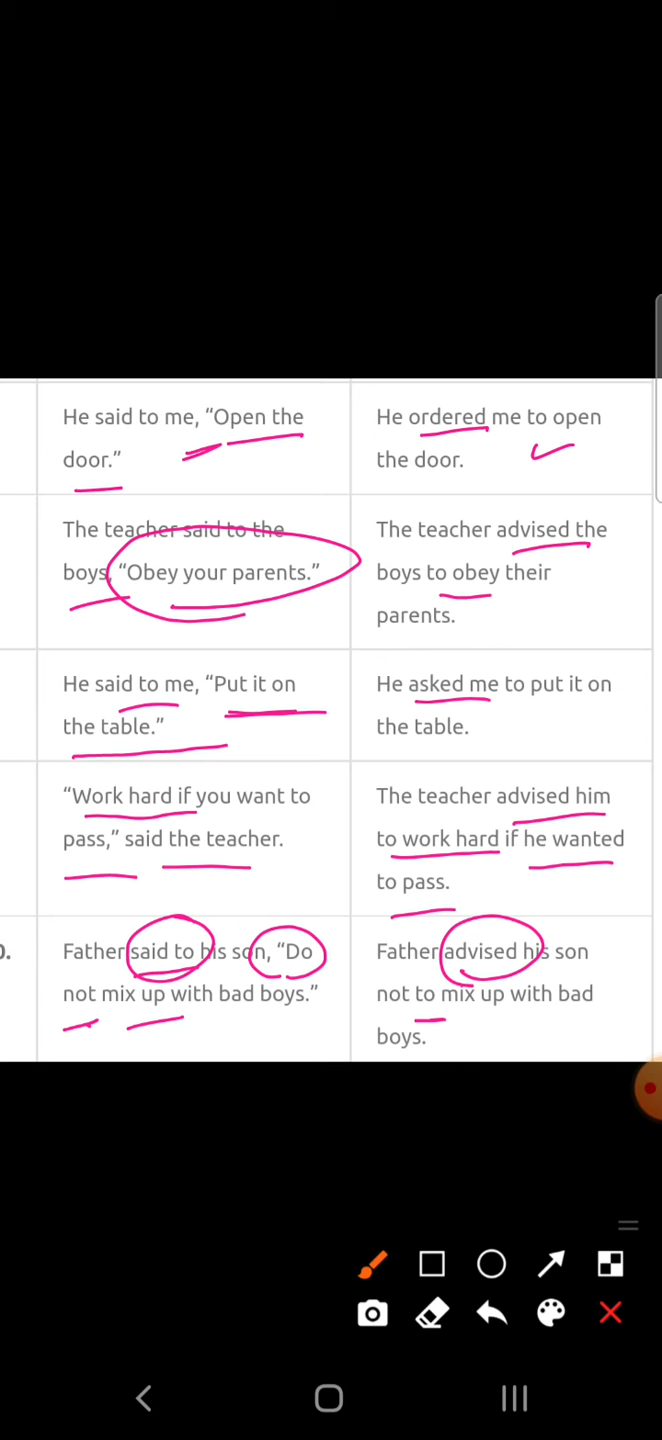 He said to me, “Open the
door.”
He ordered me to open
the door.
The teacher said to the
boys, “Obey your parents.”
The teacher advised the
boys to obey their
parents.
He said to me, “Put it on
the table.”
He asked me to put it on
the table.
“Work hard if you want to
pass,” said the teacher.
The teacher advised him
to work hard if he wanted
to pass.
0.
Father said to his son, “Do
not mix up with bad boys.”
Father advised his son
not to mix up with bad
boys.